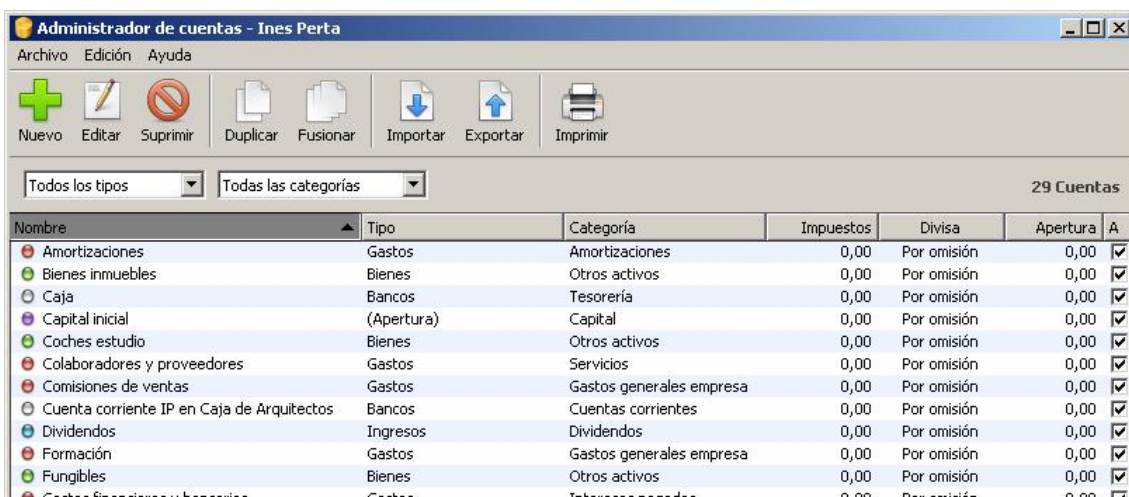 Administrador de cuentas - Ines Perta
Archivo Edición Ayuda
Nuevo Editar Suprimir Duplicar Fusionar Importar Exportar Imprimir
Todos los tipos Todas las categorías 29 Cuentas
Nombre Tipo Categoría Impuestos Divisa Apertura A
Amortizaciones Gastos Amortizaciones 0,00 Por omisión 0,00
Bienes inmuebles Bienes Otros activos 0,00 Por omisión 0,00
Caja Bancos Tesorería 0,00 Por omisión 0,00
Capital inicial (Apertura) Capital 0,00 Por omisión 0,00
Coches estudio Bienes Otros activos 0,00 Por omisión 0,00
Colaboradores y proveedores Gastos Servicios 0,00 Por omisión 0,00
Comisiones de ventas Gastos Gastos generales empresa 0,00 Por omisión 0,00
Cuenta corriente IP en Caja de Arquitectos Bancos Cuentas corrientes 0,00 Por omisión 0,00
Dividendos Ingresos Dividendos 0,00 Por omisión 0,00
Formación Gastos Gastos generales empresa 0,00 Por omisión 0,00
Fungibles Bienes Otros activos 0,00 Por omisión 0,00